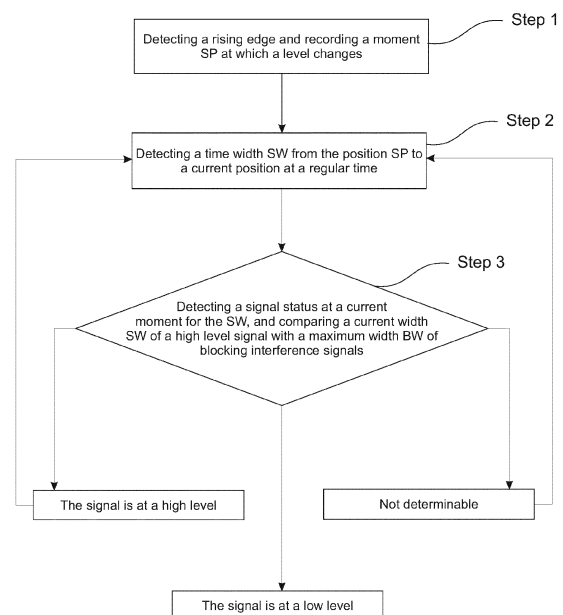 Step 1
Detecting a rising edge and recording a moment
SP at which a level changes
Step 2
Detecting a time width SW from the position SP to
a current position at a regular time
Step 3
Detecting a signal status at a current
moment for the SW, and comparing a current width
SW of a high level signal with a maximum width BW of
blocking interference signals
The signal is at a high level
Not determinable
The signal is at a low level